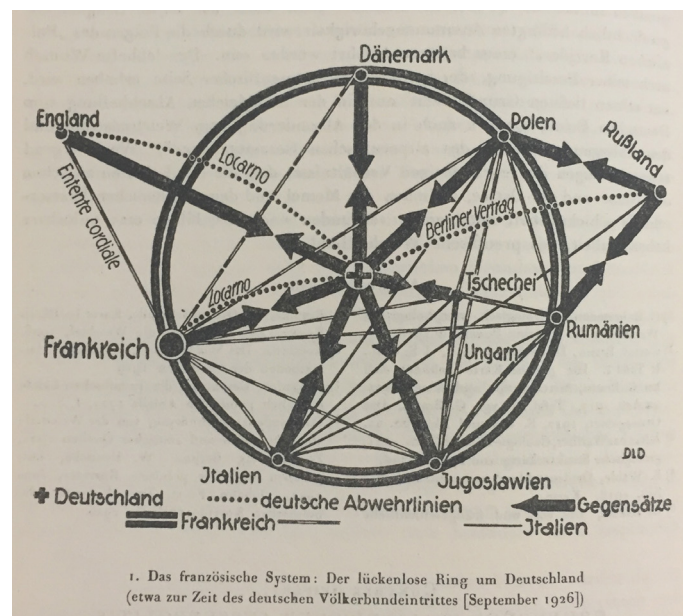 Dänemark
England
Polen
Rußland
Locarno
Entente cordiale
Berliner Vertrag
Locarno
Tschechei
Frankreich
Rumänien
Ungarn
Jtalien
Jugoslawien
DLD
Deutschland deutsche Abwehrlinien Gegensätze
Frankreich Jtalien
1. Das französische System: Der lückenlose Ring um Deutschland
(etwa zur Zeit des deutschen Völkerbundeintrittes [September 1926])